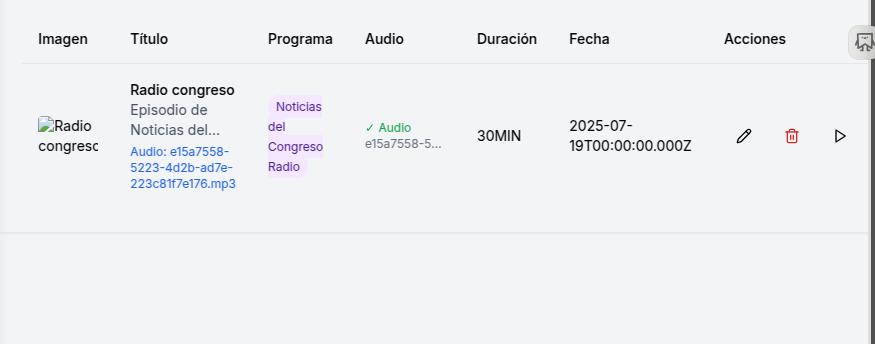 Imagen Título Programa Audio Duración Fecha Acciones
Radio congreso
Episodio de
Noticias del...
Audio: e15a7558-
5223-4d2b-ad7e-
223c81f7e176.mp3
Radio
congreso
Noticias
del
Congreso
Radio
✓ Audio
e15a7558-5...
30MIN
2025-07-
19T00:00:00.000Z